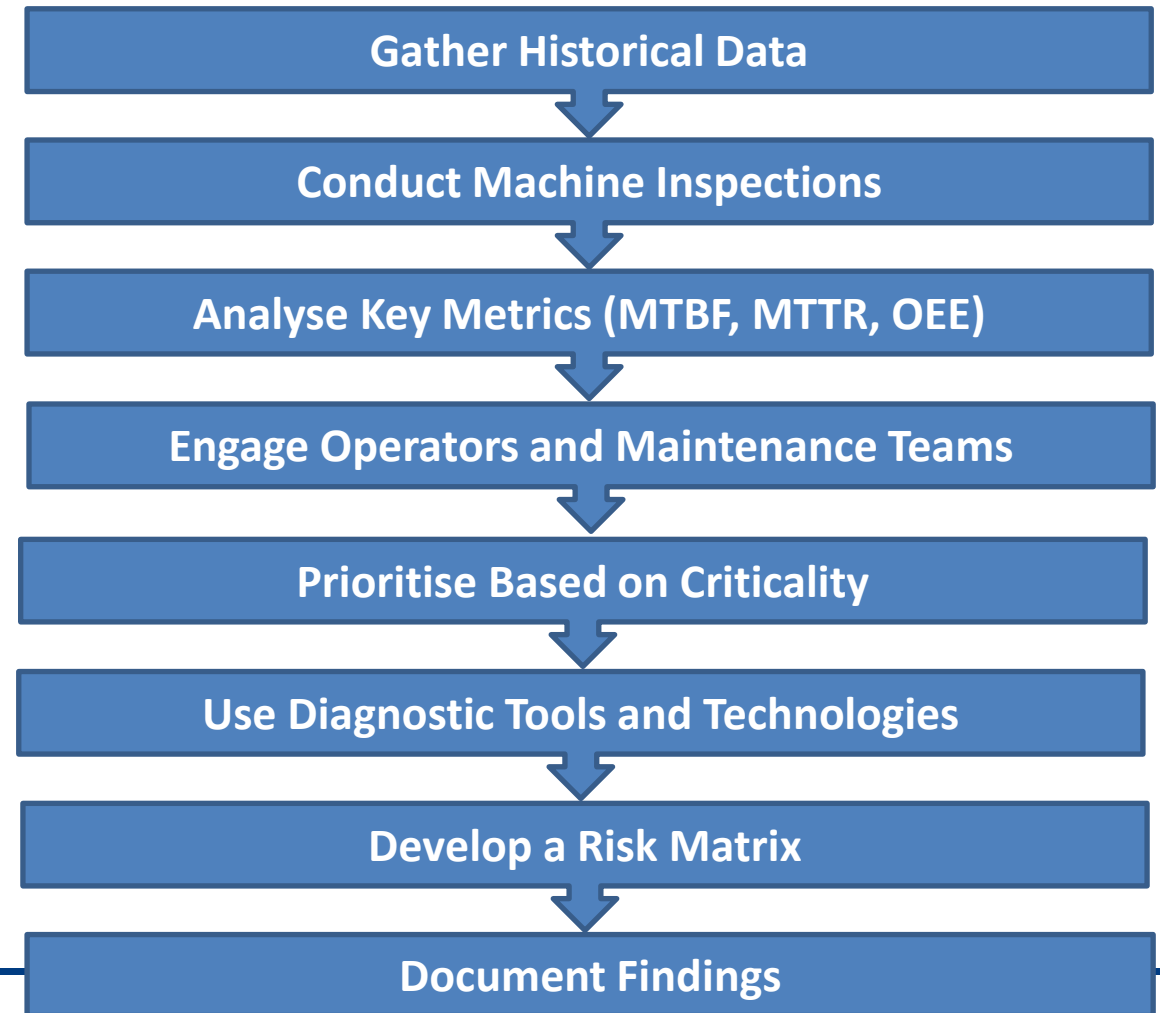 Gather Historical Data
Conduct Machine Inspections
Analyse Key Metrics (MTBF, MTTR, OEE)
Engage Operators and Maintenance Teams
Prioritise Based on Criticality
Use Diagnostic Tools and Technologies
Develop a Risk Matrix
Document Findings